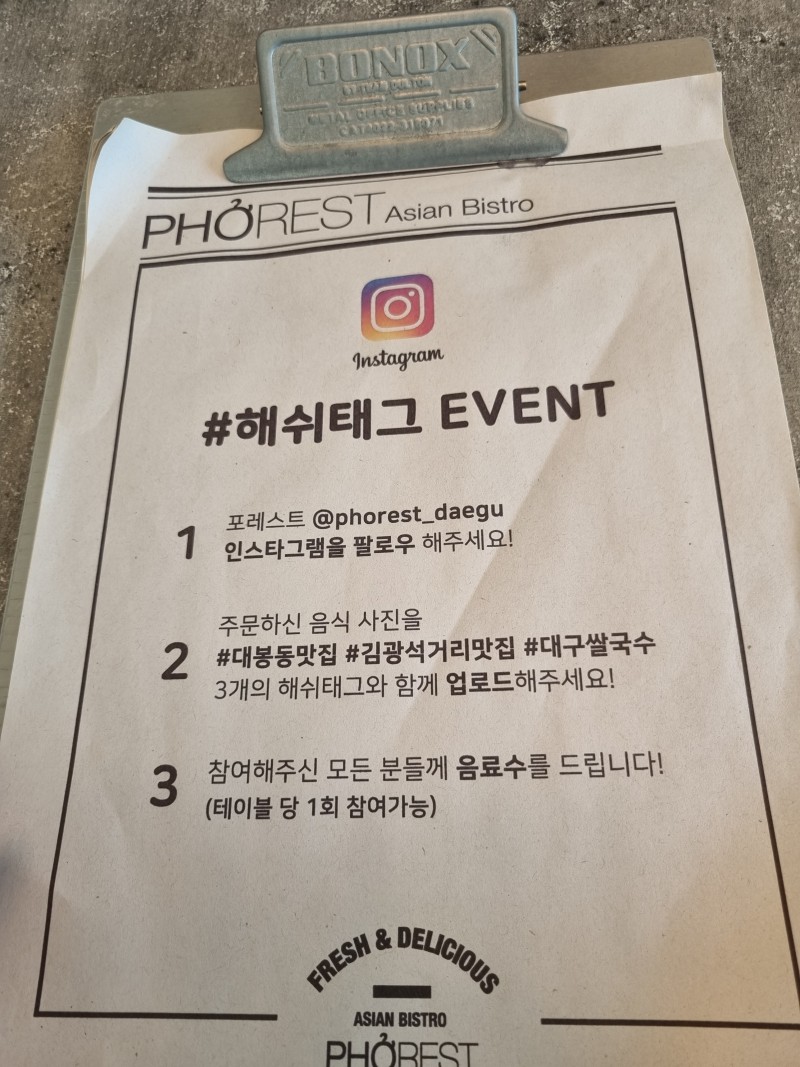 BONOX
METAL OFFICE SUPPLIES
PHỞREST Asian Bistro
Instagram
#해쉬태그 EVENT
1 포레스트 @phorest_daegu
인스타그램을 팔로우 해주세요!
2 주문하신 음식 사진을
#대봉동맛집 #김광석거리맛집 #대구쌀국수
3개의 해쉬태그와 함께 업로드해주세요!
3 참여해주신 모든 분들께 음료수를 드립니다!
(테이블 당 1회 참여가능)
FRESH & DELICIOUS
ASIAN BISTRO
PHỞREST